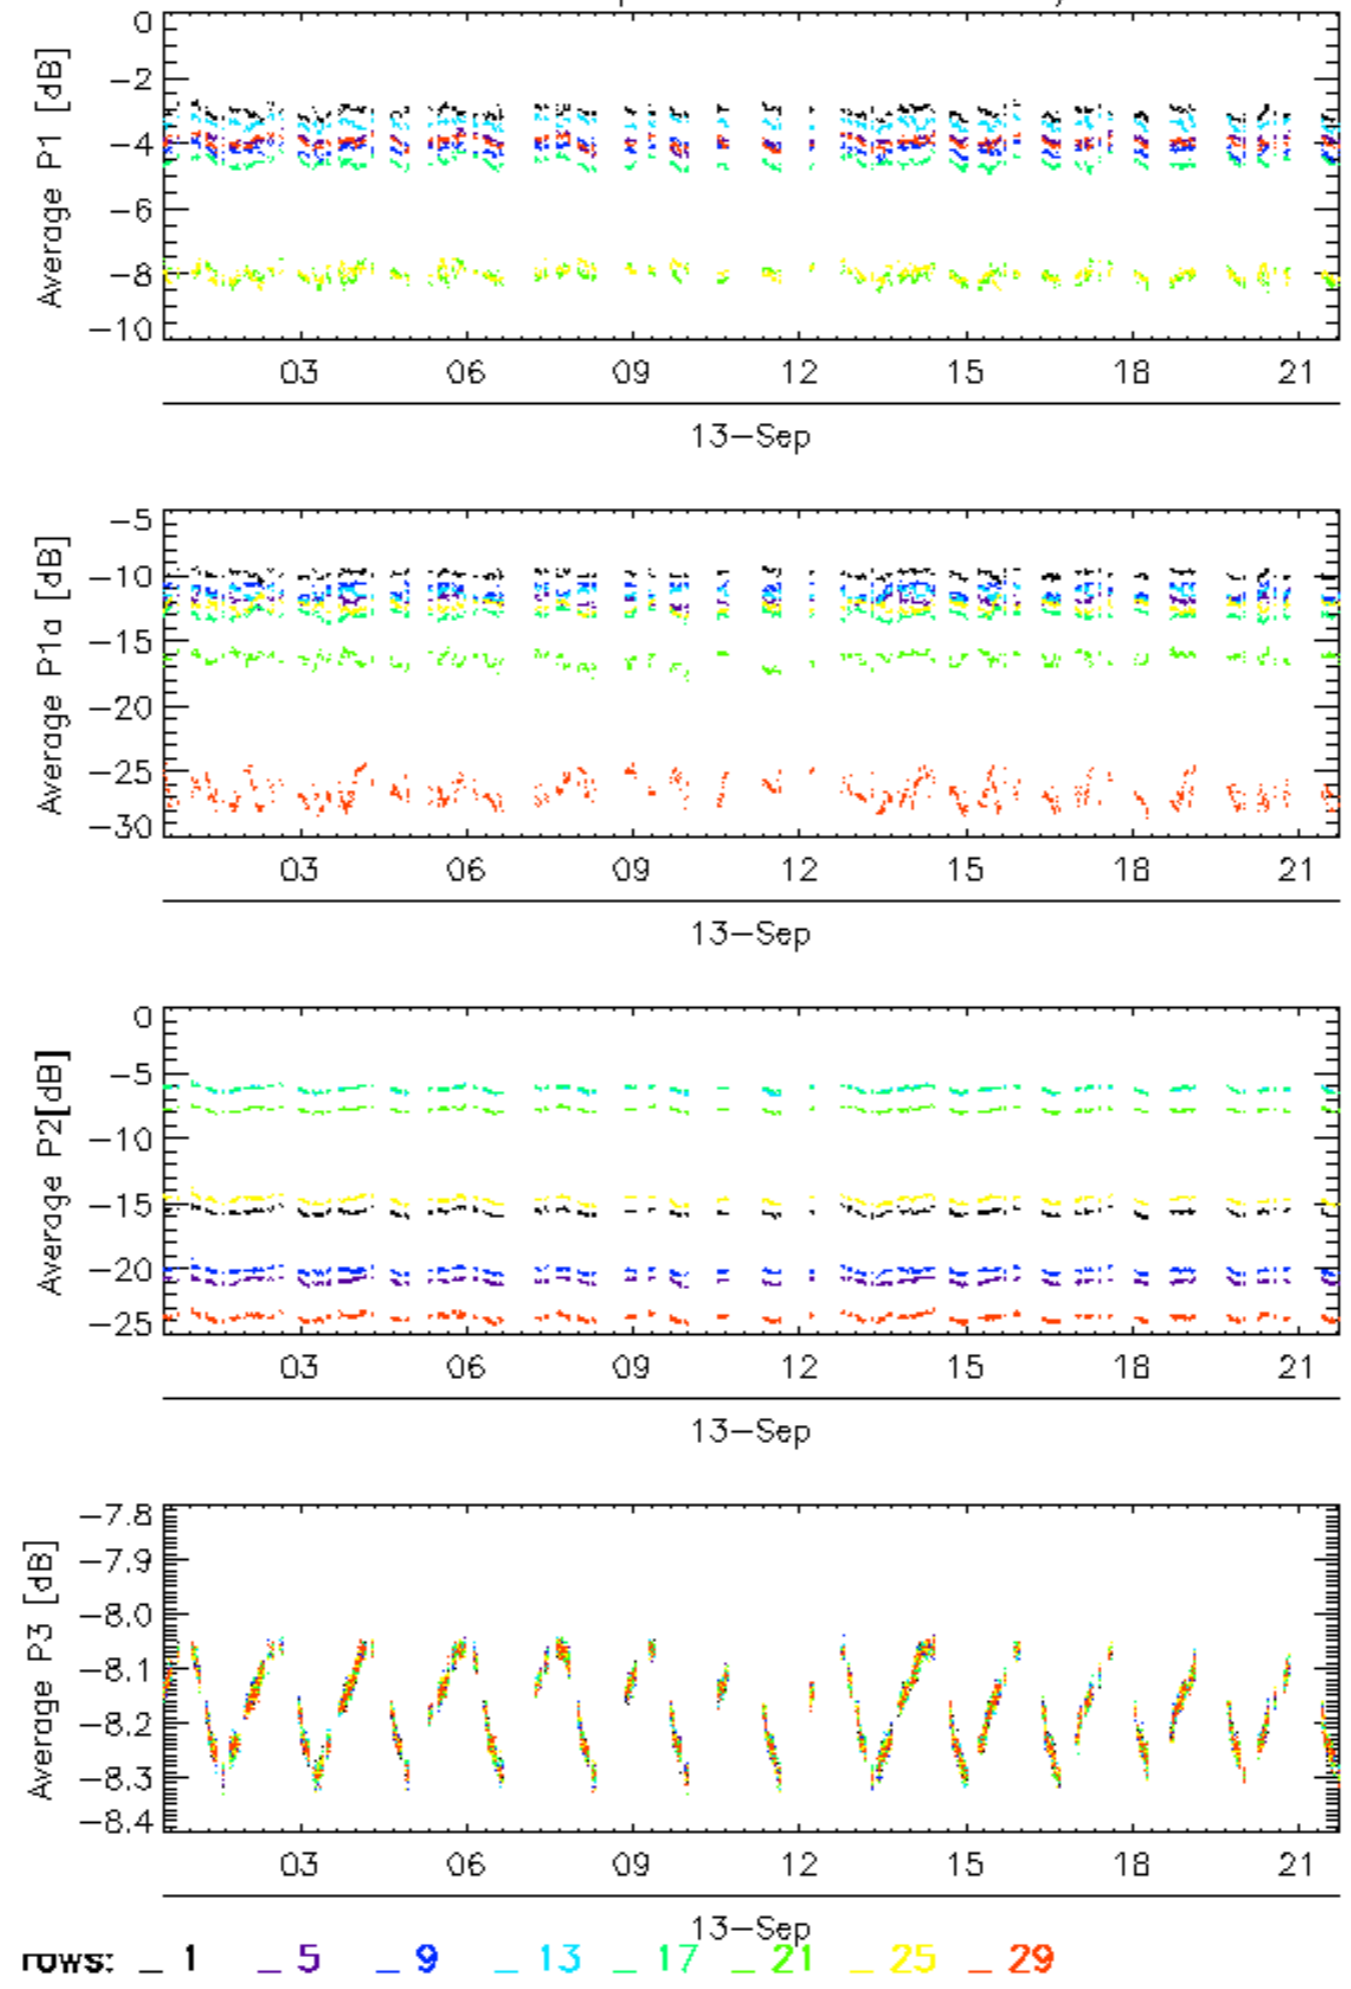 0
−2
−4
−6
−8
−10
Average P1 [dB]
03 06 09 12 15 18 21
13−Sep
−5
−10
−15
−20
−25
−30
Average P1a [dB]
03 06 09 12 15 18 21
13−Sep
0
−5
−10
−15
−20
−25
Average P2[dB]
03 06 09 12 15 18 21
13−Sep
−7.8
−7.9
−8.0
−8.1
−8.2
−8.3
−8.4
Average P3 [dB]
03 06 09 12 15 18 21
13−Sep
rows: _ 1 _ 5 _ 9 _ 13 _ 17 _ 21 _ 25 _ 29